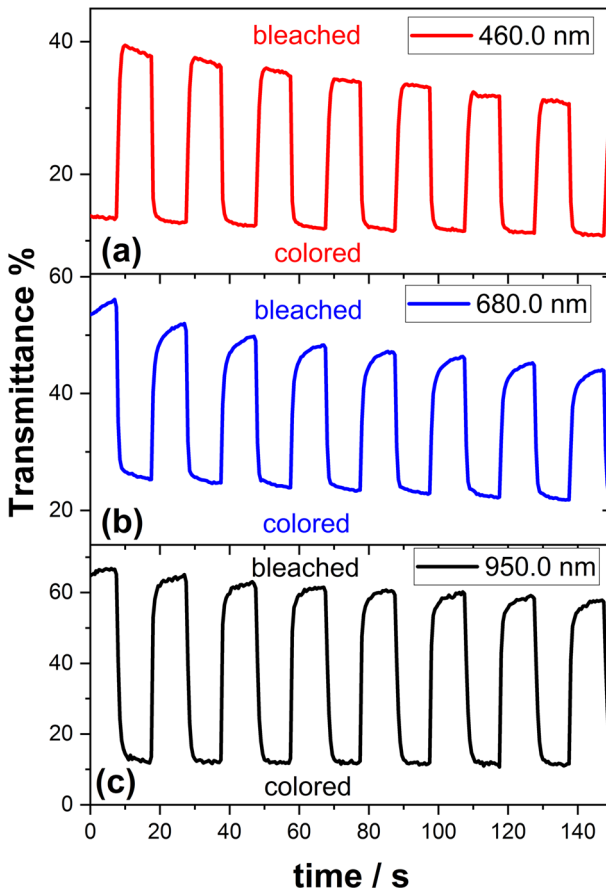 Transmittance %
40
20
bleached
460.0 nm
(a)
colored
60
40
20
bleached
680.0 nm
(b)
colored
60
40
20
0
bleached
950.0 nm
(c)
colored
0 20 40 60 80 100 120 140
time / s